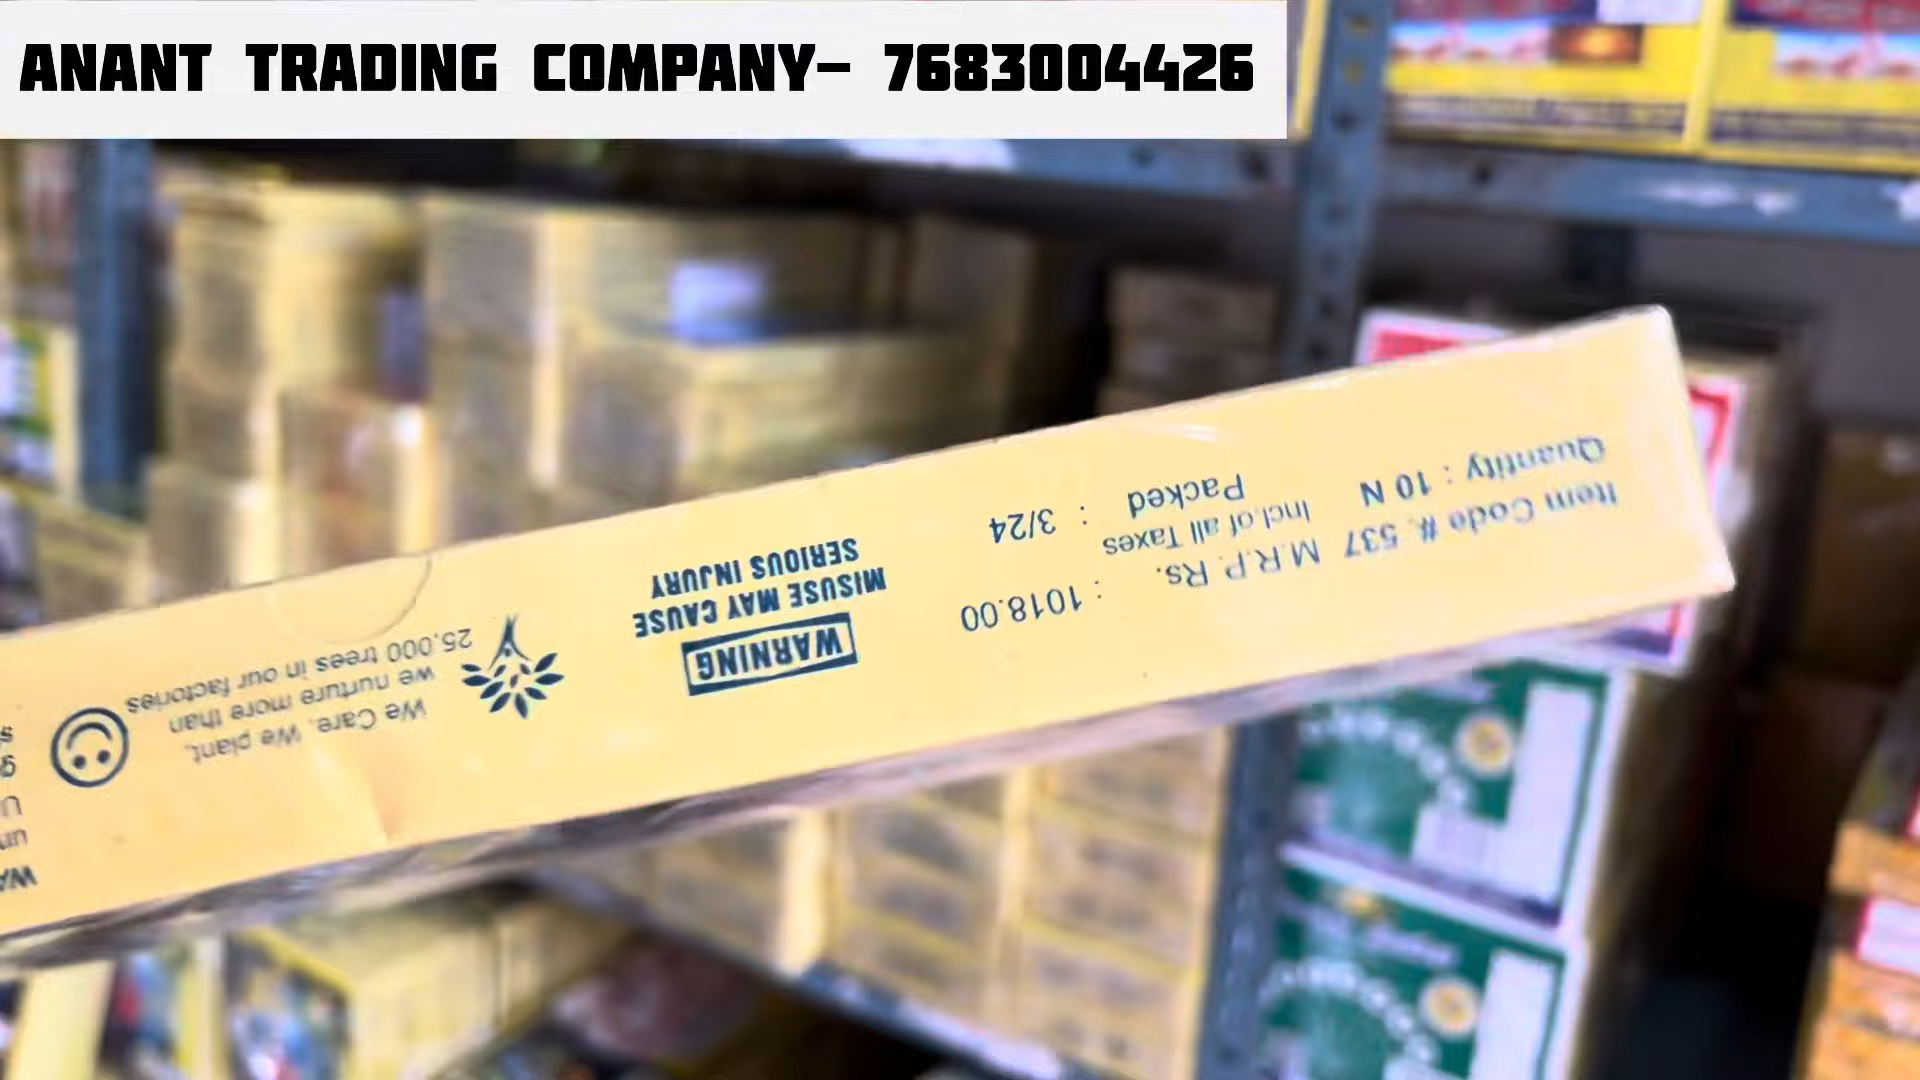 ANANT TRADING COMPANY- 7683004426
Item Code #: 537 M.R.P. Rs. : 1018.00
Incl.of all Taxes
Quantity : 10 N Packed : 3/24
WARNING
MISUSE MAY CAUSE
SERIOUS INJURY
We Care. We plant.
we nurture more than
25,000 trees in our factories